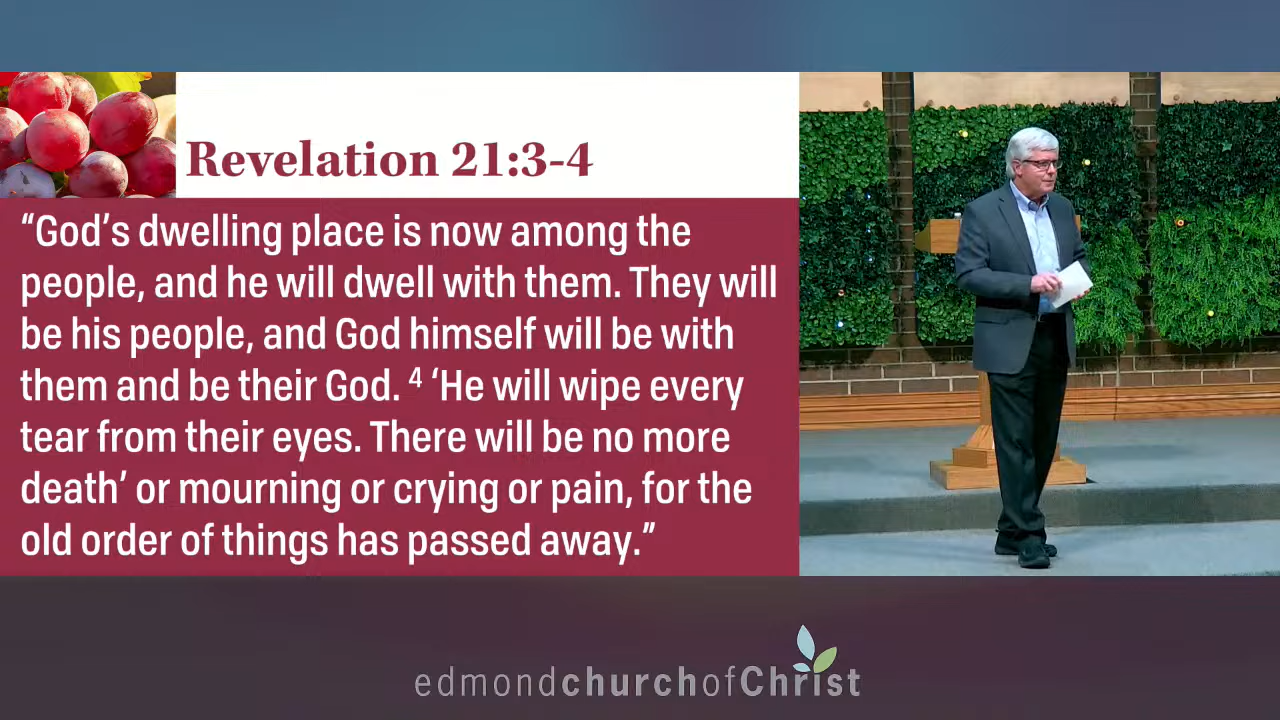 Revelation 21:3-4
“God’s dwelling place is now among the
people, and he will dwell with them. They will
be his people, and God himself will be with
them and be their God. ⁴ ‘He will wipe every
tear from their eyes. There will be no more
death’ or mourning or crying or pain, for the
old order of things has passed away.”
edmondchurchofChrist